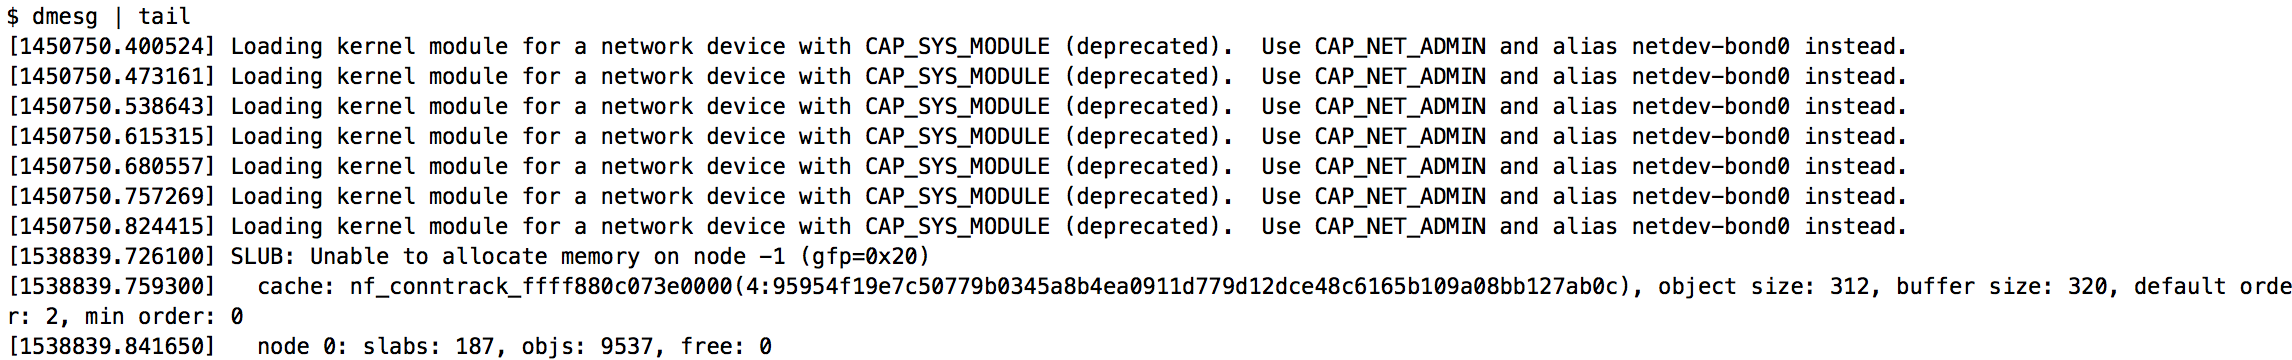 $ dmesg | tail
[1450750.400524] Loading kernel module for a network device with CAP_SYS_MODULE (deprecated).  Use CAP_NET_ADMIN and alias netdev-bond0 instead.
[1450750.473161] Loading kernel module for a network device with CAP_SYS_MODULE (deprecated).  Use CAP_NET_ADMIN and alias netdev-bond0 instead.
[1450750.538643] Loading kernel module for a network device with CAP_SYS_MODULE (deprecated).  Use CAP_NET_ADMIN and alias netdev-bond0 instead.
[1450750.615315] Loading kernel module for a network device with CAP_SYS_MODULE (deprecated).  Use CAP_NET_ADMIN and alias netdev-bond0 instead.
[1450750.680557] Loading kernel module for a network device with CAP_SYS_MODULE (deprecated).  Use CAP_NET_ADMIN and alias netdev-bond0 instead.
[1450750.757269] Loading kernel module for a network device with CAP_SYS_MODULE (deprecated).  Use CAP_NET_ADMIN and alias netdev-bond0 instead.
[1450750.824415] Loading kernel module for a network device with CAP_SYS_MODULE (deprecated).  Use CAP_NET_ADMIN and alias netdev-bond0 instead.
[1538839.726100] SLUB: Unable to allocate memory on node -1 (gfp=0x20)
[1538839.759300]   cache: nf_conntrack_ffff880c073e0000(4:95954f19e7c50779b0345a8b4ea0911d779d12dce48c6165b109a08bb127ab0c), object size: 312, buffer size: 320, default orde
r: 2, min order: 0
[1538839.841650]   node 0: slabs: 187, objs: 9537, free: 0